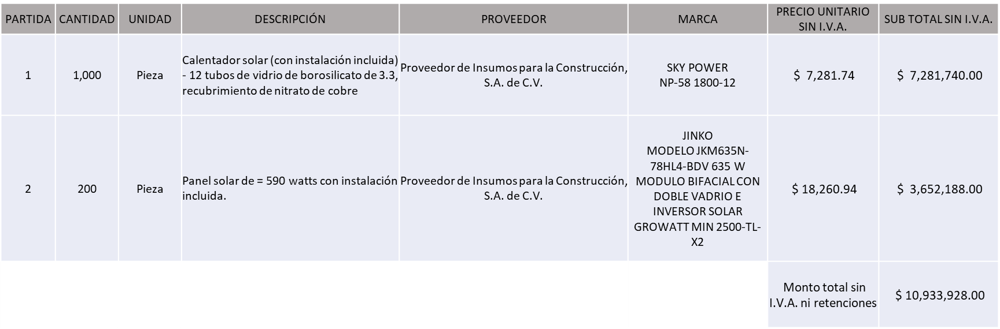 PARTIDA
CANTIDAD
UNIDAD
DESCRIPCIÓN
PROVEEDOR
MARCA
PRECIO UNITARIO
SIN I.V.A.
SUB TOTAL SIN I.V.A.
1
1,000
Pieza
Calentador solar (con instalación incluida)
- 12 tubos de vidrio de borosilicato de 3.3,
recubrimiento de nitrato de cobre
Proveedor de Insumos para la Construcción,
S.A. de C.V.
SKY POWER
NP-58 1800-12
$ 7,281.74
$ 7,281,740.00
2
200
Pieza
Panel solar de = 590 watts con instalación
incluida.
Proveedor de Insumos para la Construcción,
S.A. de C.V.
JINKO
MODELO JKM635N-
78HL4-BDV 635 W
MODULO BIFACIAL CON
DOBLE VADRIO E
INVERSOR SOLAR
GROWATT MIN 2500-TL-
X2
$ 18,260.94
$ 3,652,188.00
Monto total sin
I.V.A. ni retenciones
$ 10,933,928.00